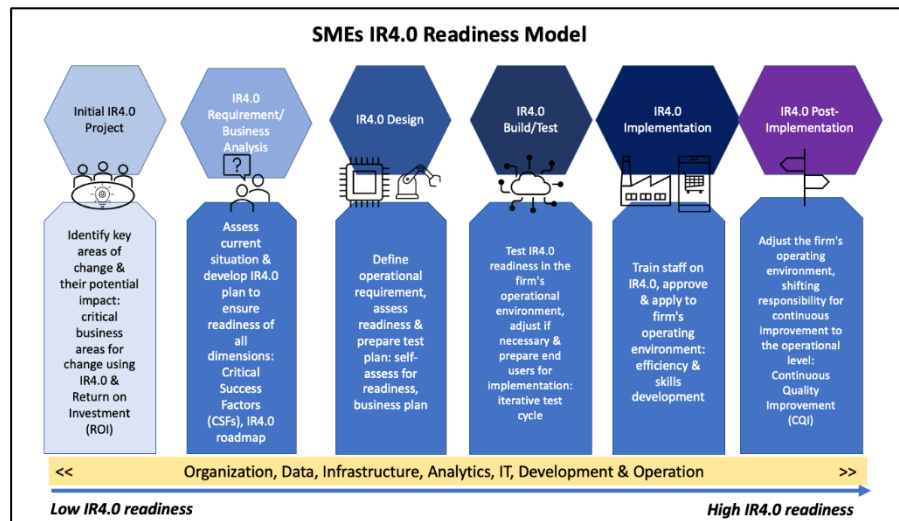 SMEs IR4.0 Readiness Model
Initial IR4.0
Project
IR4.0
Requirement/
Business
Analysis
IR4.0 Design
IR4.0
Build/Test
IR4.0
Implementation
IR4.0 Post-
Implementation
?
Identify key
areas of
change &
their potential
impact:
critical
business
areas for
change using
IR4.0 &
Return on
Investment
(ROI)
Assess
current
situation &
develop IR4.0
plan to
ensure
readiness of
all
dimensions:
Critical
Success
Factors
(CSFs), IR4.0
roadmap
Define
operational
requirement,
assess
readiness &
prepare test
plan: self-
assess for
readiness,
business plan
Test IR4.0
readiness in the
firm's
operational
environment,
adjust if
necessary &
prepare end
users for
implementation:
iterative test
cycle
Train staff on
IR4.0, approve
& apply to
firm's
operating
environment:
efficiency &
skills
development
Adjust the firm's
operating
environment,
shifting
responsibility for
continuous
improvement to
the operational
level:
Continuous
Quality
Improvement
(CQI)
<< Organization, Data, Infrastructure, Analytics, IT, Development & Operation >>
Low IR4.0 readiness
High IR4.0 readiness